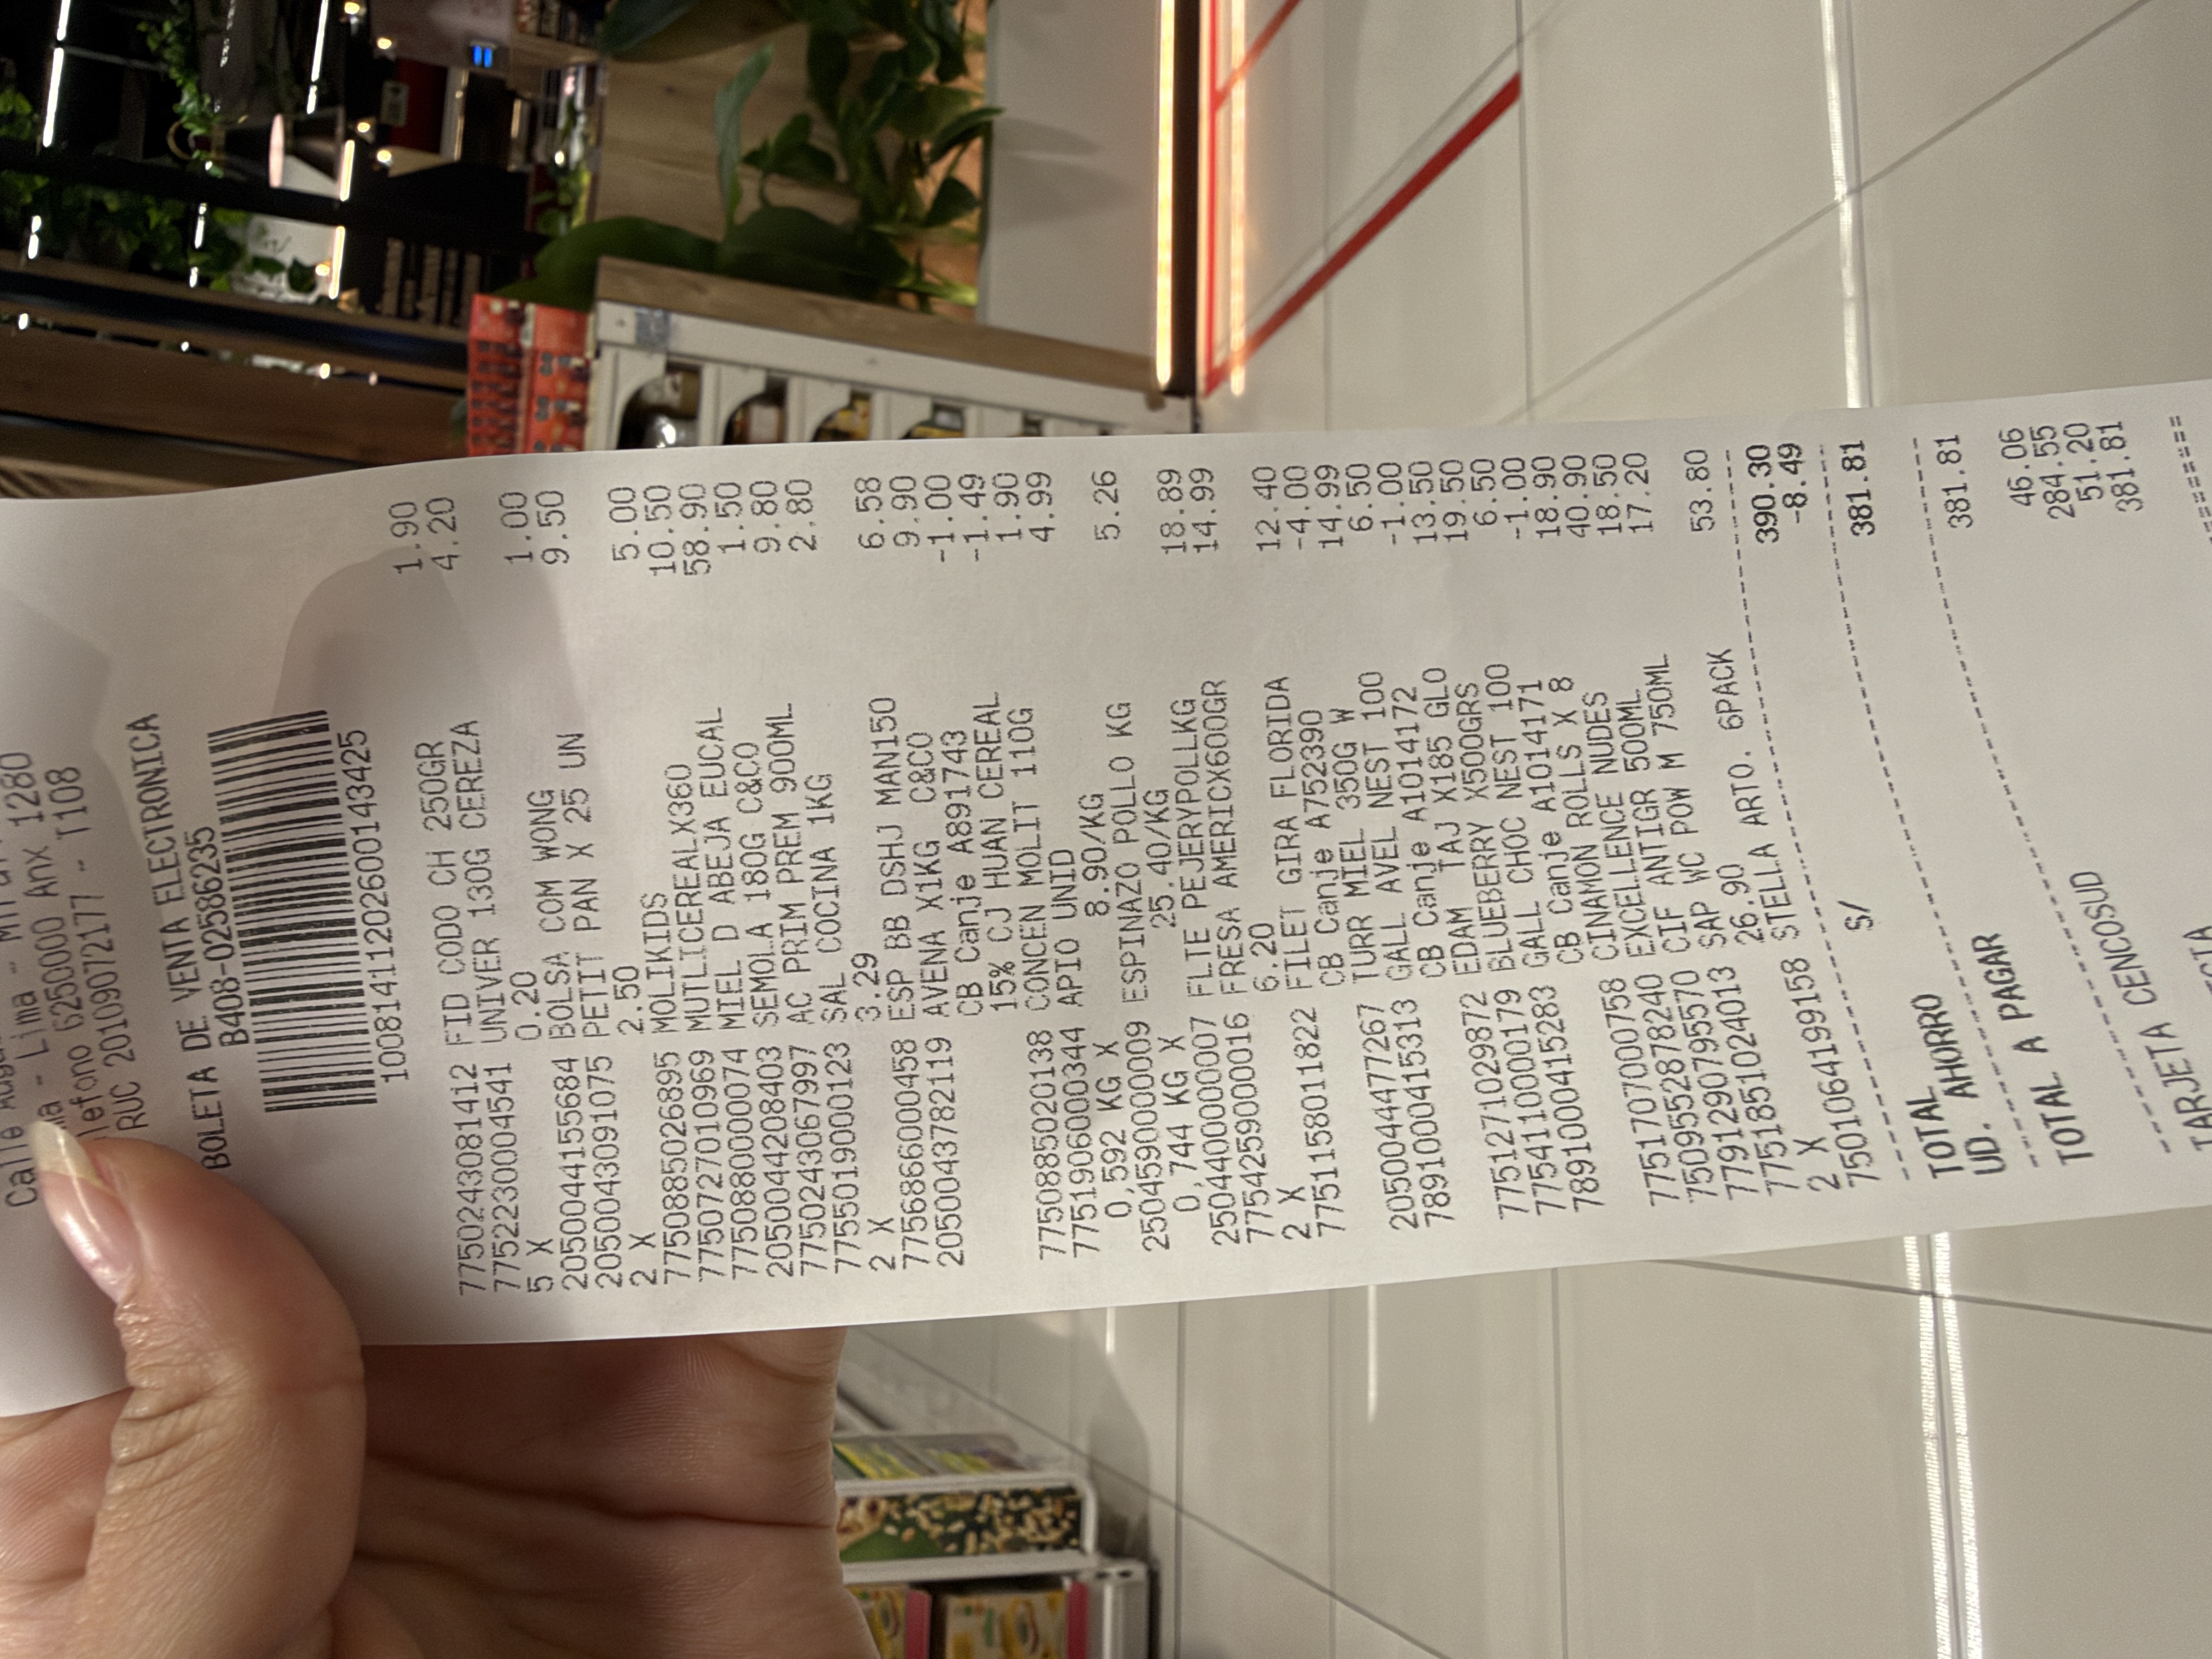 Calle
- Lima -
6250000 Anx 1280
RUC 20109072177 - T108
BOLETA DE VENTA ELECTRONICA
B408-02586235
10081411202600143425
7750243081412 FID CODO CH 250GR 1.90
7752230004541 UNIVER 130G CEREZA 4.20
5 X 0.20
2050044155684 BOLSA COM WONG 1.00
2050043091075 PETIT PAN X 25 UN 9.50
2 X 2.50
7750885026895 MOLIKIDS 5.00
7750727010969 MUTLICEREALX360 10.50
7750880000074 MIEL D ABEJA EUCAL 58.90
2050044208403 SEMOLA 180G C&CO 1.50
7750243067997 AC PRIM PREM 900ML 9.80
7755019000123 SAL COCINA 1KG 2.80
2 X 3.29
7756866000458 ESP BB DSHJ MAN150 6.58
2050043782119 AVENA X1KG C&CO 9.90
CB Canje A891743 -1.00
15% CJ HUAN CEREAL -1.49
7750885020138 CONCEN MOLIT 110G 1.90
7751906000344 APIO UNID 4.99
0,592 KG X 8.90/KG
2504590000009 ESPINAZO POLLO KG 5.26
0,744 KG X 25.40/KG
2504400000007 FLTE PEJERYPOLLKG 18.89
7754259000016 FRESA AMERICX600GR 14.99
2 X 6.20
7751158011822 FILET GIRA FLORIDA 12.40
CB Canje A752390 -4.00
2050044477267 TURR MIEL 350G W 14.99
7891000415313 GALL AVEL NEST 100 6.50
CB Canje A1014172 -1.00
7751271029872 EDAM TAJ X185 GLO 13.50
7754110000179 BLUEBERRY X500GRS 19.50
7891000415283 GALL CHOC NEST 100 6.50
CB Canje A1014171 -1.00
7751707000758 CINAMON ROLLS X 8 18.90
7509552878240 EXCELLENCE NUDES 40.90
7791290795570 CIF ANTIGR 500ML 18.50
7751851024013 SAP WC POW M 750ML 17.20
2 X 26.90
7501064199158 STELLA ARTO. 6PACK 53.80
TOTAL S/ 390.30
UD. AHORRO -8.49
TOTAL A PAGAR 381.81
TARJETA CENCOSUD 381.81
46.06
284.55
51.20
381.81